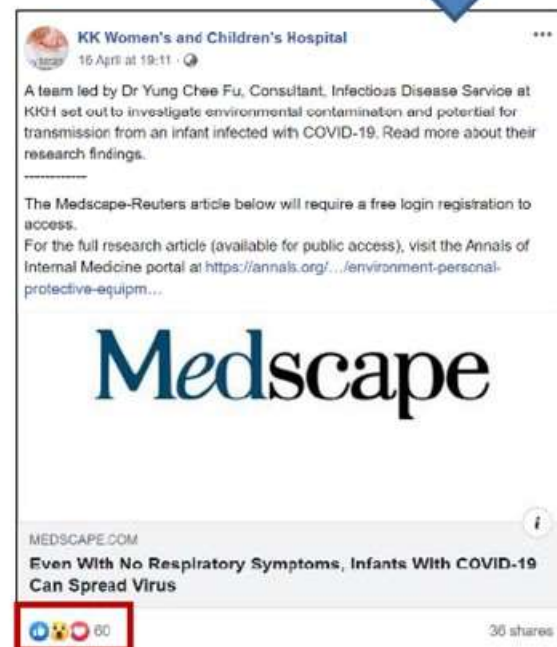 KK Women's and Children's Hospital
16 April at 19:11 ·
A team led by Dr Yung Chee Fu, Consultant, Infectious Disease Service at
KKH set out to investigate environmental contamination and potential for
transmission from an infant infected with COVID-19. Read more about their
research findings.
------------
The Medscape-Reuters article below will require a free login registration to
access.
For the full research article (available for public access), visit the Annals of
Internal Medicine portal at https://annals.org/.../environment-personal-
protective-equipm...
Medscape
i
MEDSCAPE.COM
Even With No Respiratory Symptoms, Infants With COVID-19
Can Spread Virus
60
36 shares